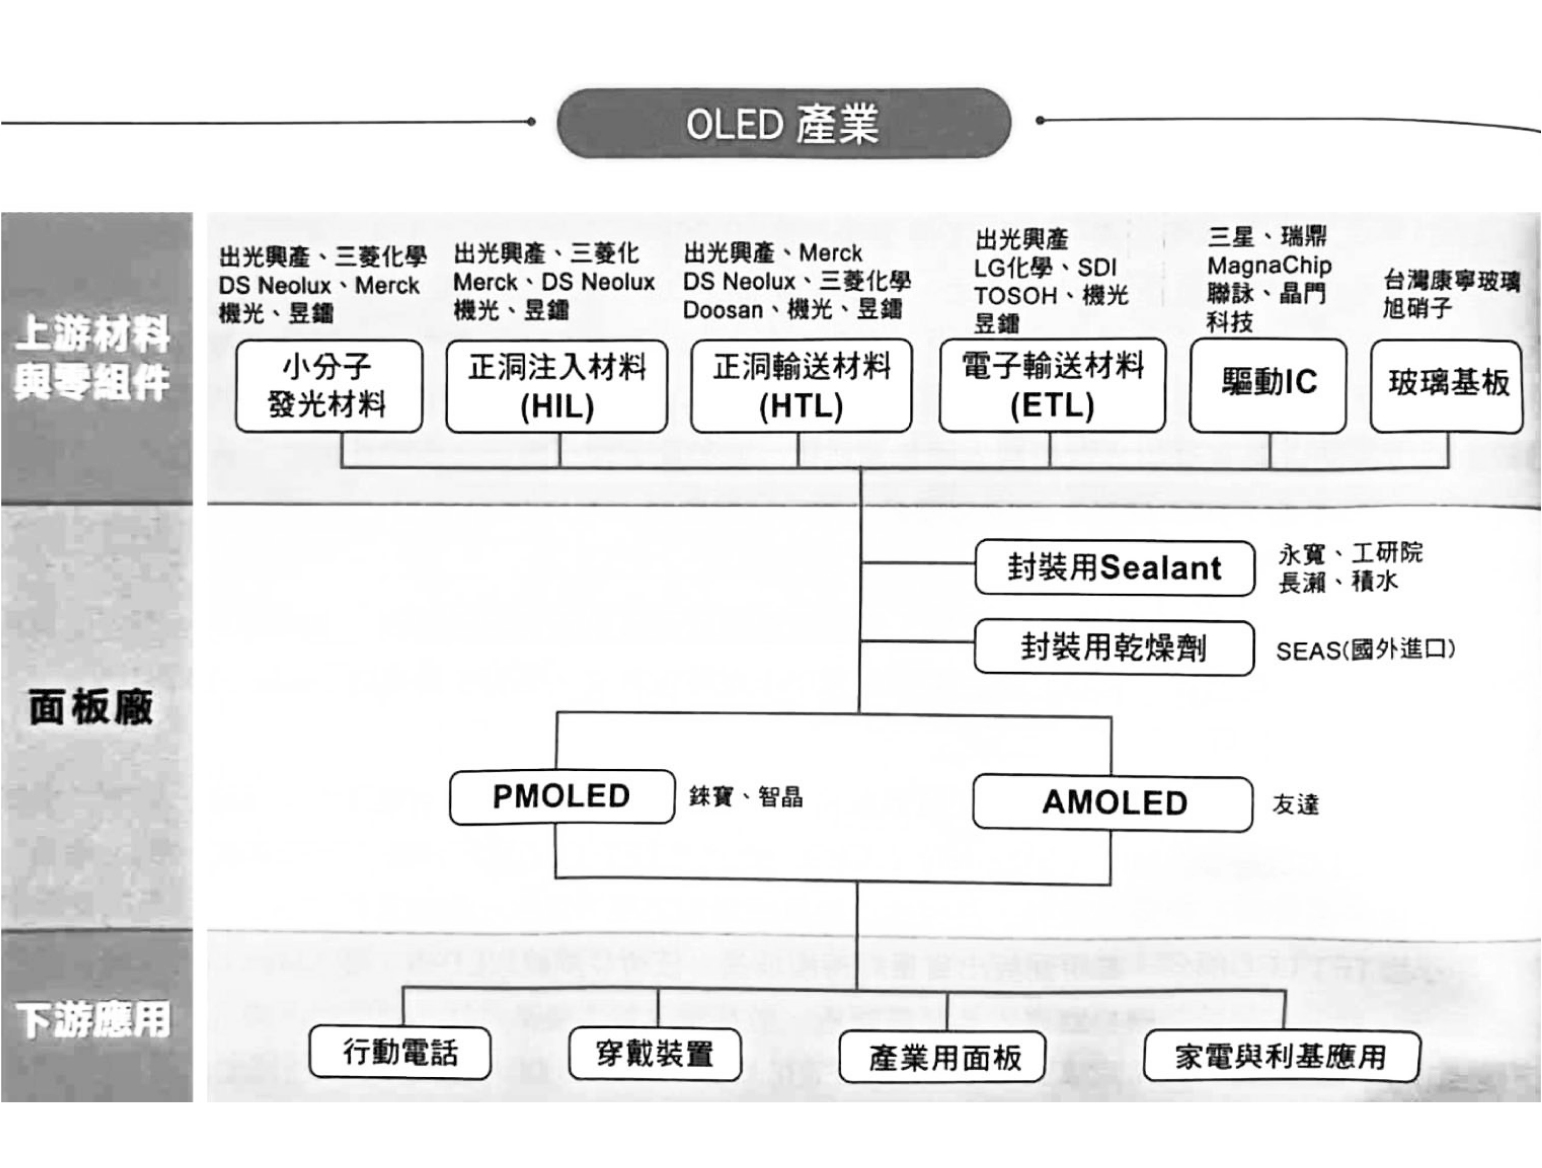 OLED 產業
上游材料
與零組件
出光興產、三菱化學
DS Neolux、Merck
機光、昱鐳
小分子
發光材料
出光興產、三菱化
Merck、DS Neolux
機光、昱鐳
正洞注入材料
(HIL)
出光興產、Merck
DS Neolux、三菱化學
Doosan、機光、昱鐳
正洞輸送材料
(HTL)
出光興產
LG化學、SDI
TOSOH、機光
昱鐳
電子輸送材料
(ETL)
三星、瑞鼎
MagnaChip
聯詠、晶門
科技
驅動IC
台灣康寧玻璃
旭硝子
玻璃基板
面板廠
封裝用Sealant
永寬、工研院
長瀨、積水
封裝用乾燥劑
SEAS(國外進口)
PMOLED
錸寶、智晶
AMOLED
友達
下游應用
行動電話
穿戴裝置
產業用面板
家電與利基應用